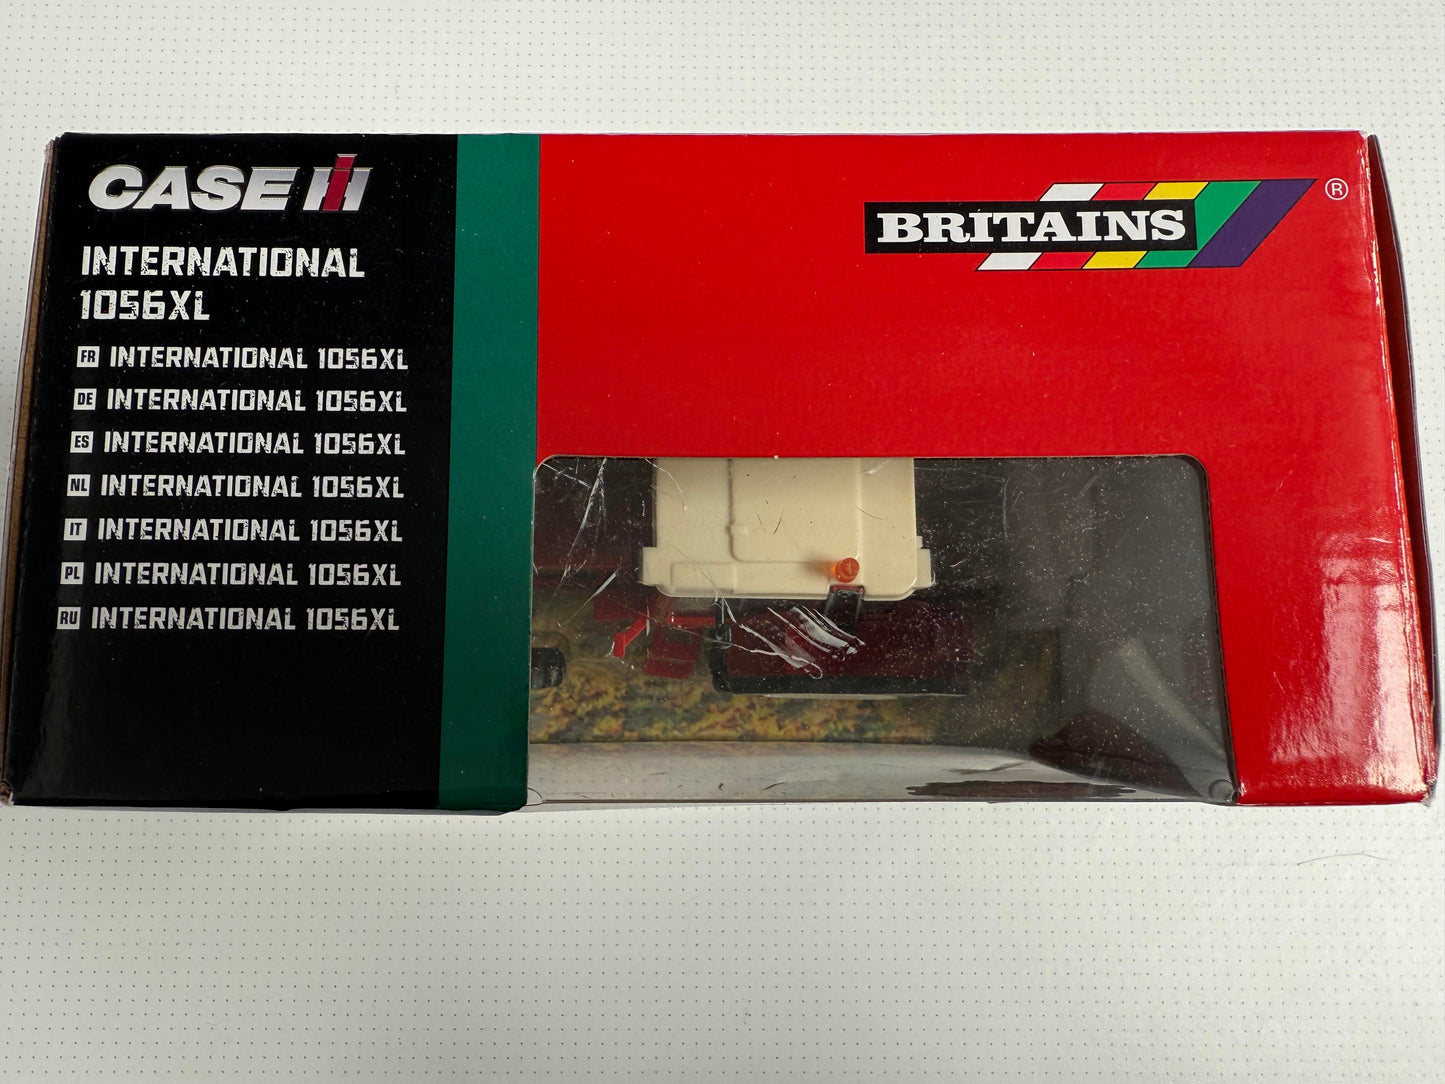 CASE IH
INTERNATIONAL
1056XL
FR INTERNATIONAL 1056XL
DE INTERNATIONAL 1056XL
ES INTERNATIONAL 1056XL
NL INTERNATIONAL 1056XL
IT INTERNATIONAL 1056XL
PL INTERNATIONAL 1056XL
RU INTERNATIONAL 1056XL
BRITAINS ®